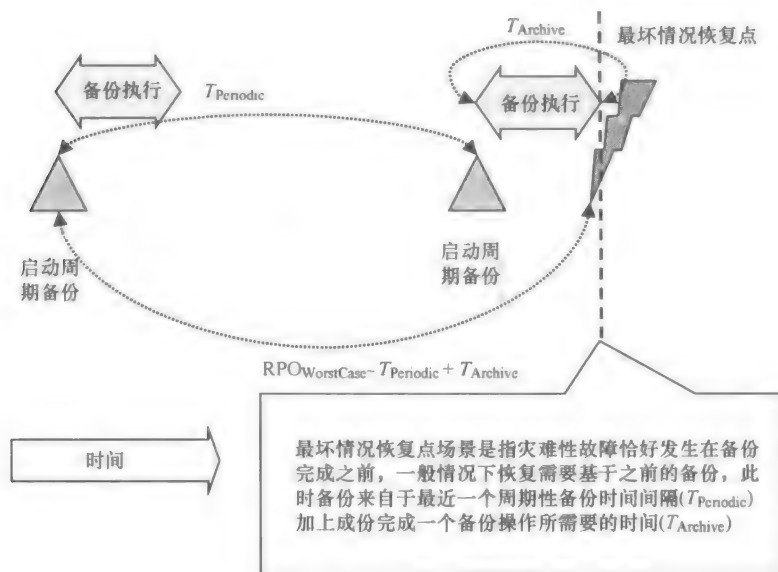 T_Archive
最坏情况恢复点
备份执行
T_Periodic
备份执行
启动周
期备份
启动周
期备份
RPO_WorstCase~ T_Periodic + T_Archive
时间
最坏情况恢复点场景是指灾难性故障恰好发生在备份
完成之前，一般情况下恢复需要基于之前的备份，此
时备份来自于最近一个周期性备份时间间隔(T_Periodic)
加上成份完成一个备份操作所需要的时间(T_Archive)